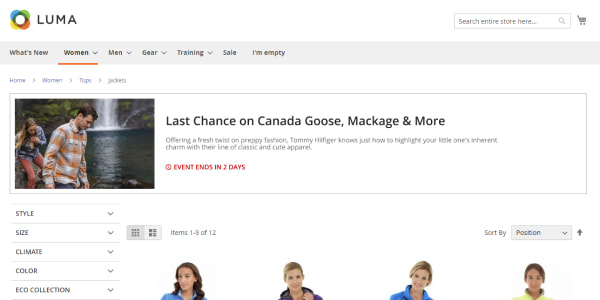 LUMA
Search entire store here...
What's New Women Men Gear Training Sale I'm empty
Home > Women > Tops > Jackets
Last Chance on Canada Goose, Mackage & More
Offering a fresh twist on preppy fashion, Tommy Hilfiger knows just how to highlight your little one's inherent
charm with their line of classic and cute apparel.
EVENT ENDS IN 2 DAYS
STYLE
Items 1-9 of 12 Sort By Position
SIZE
CLIMATE
COLOR
ECO COLLECTION